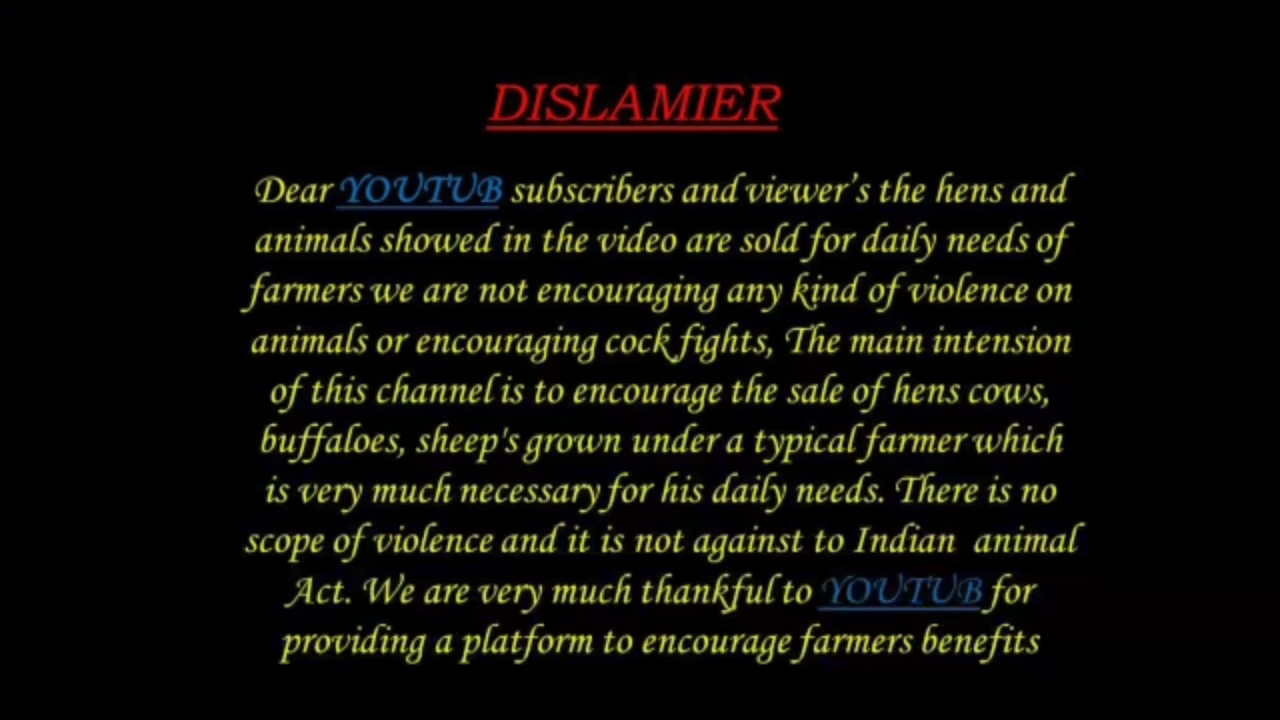 DISLAMIER
Dear YOUTUB subscribers and viewer's the hens and
animals showed in the video are sold for daily needs of
farmers we are not encouraging any kind of violence on
animals or encouraging cock fights, The main intension
of this channel is to encourage the sale of hens cows,
buffaloes, sheep's grown under a typical farmer which
is very much necessary for his daily needs. There is no
scope of violence and it is not against to Indian animal
Act. We are very much thankful to YOUTUB for
providing a platform to encourage farmers benefits